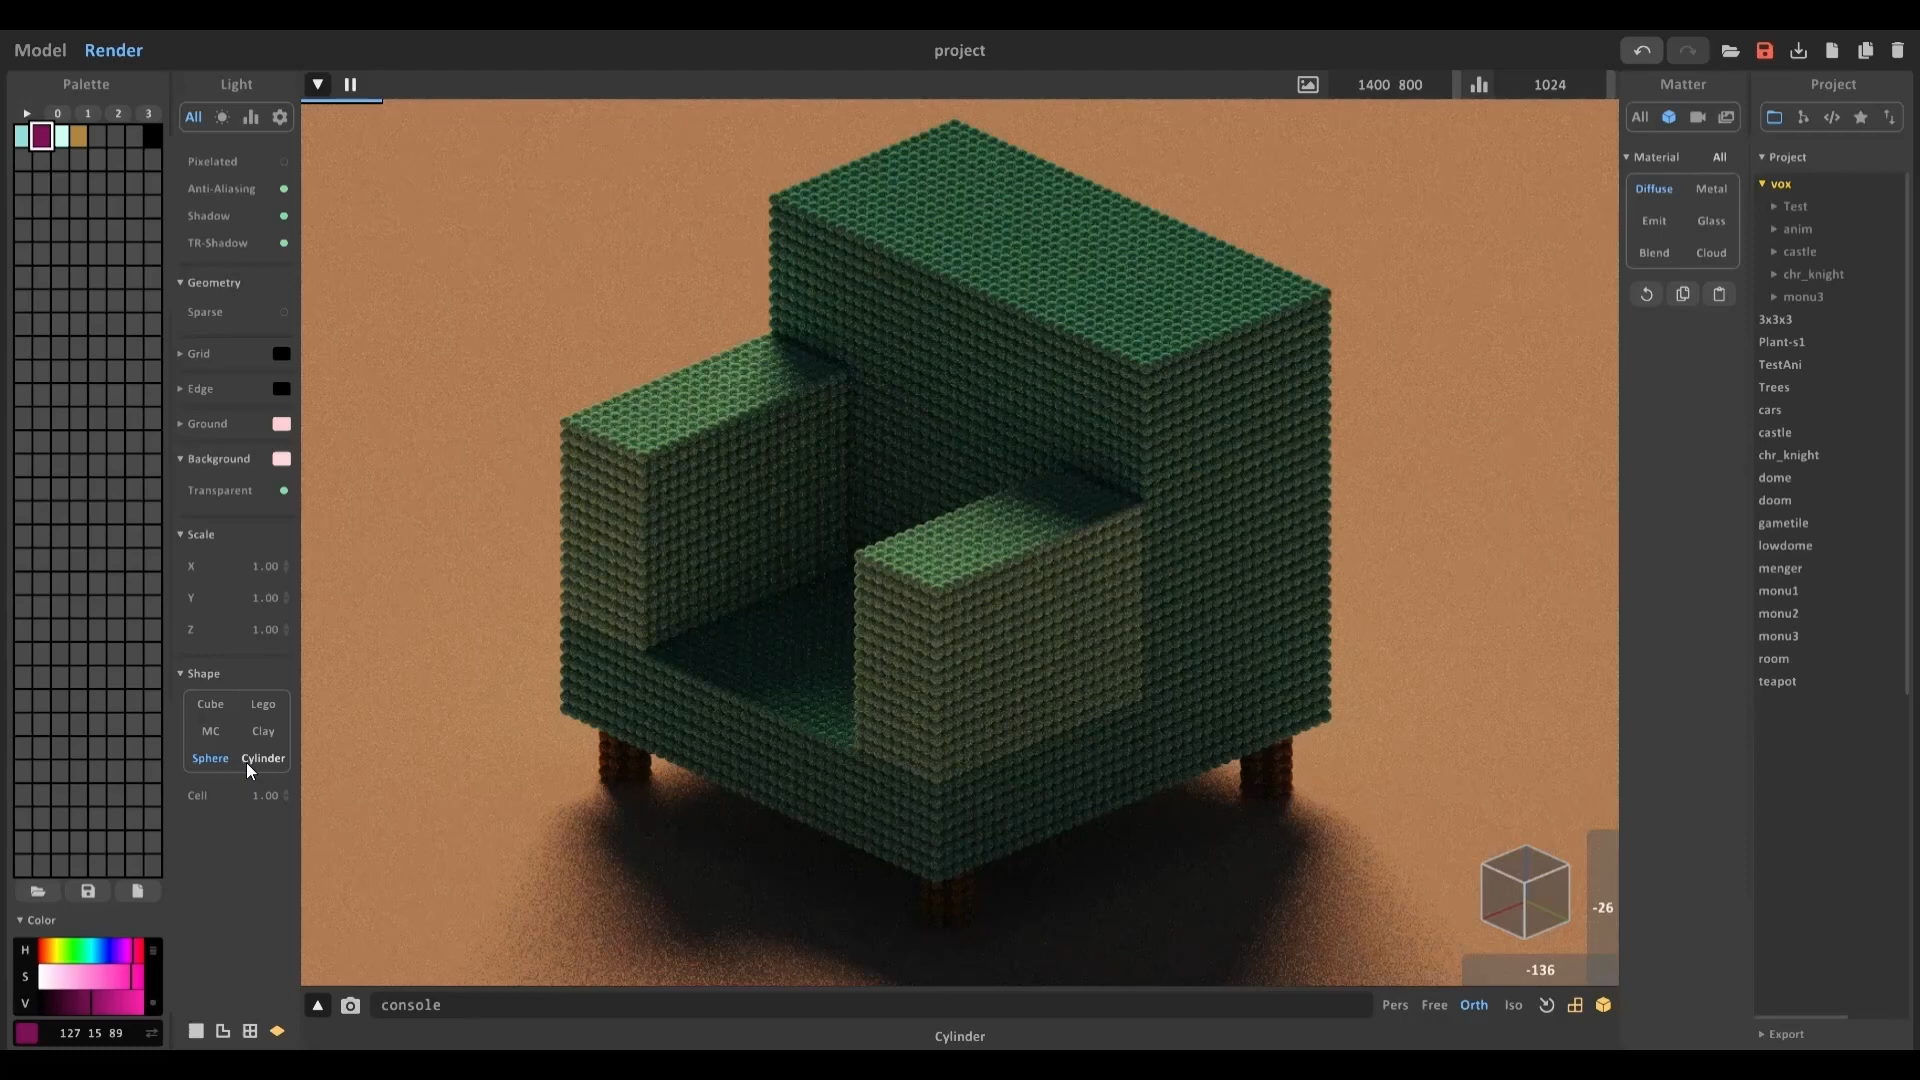 Model Render
project
Palette
Light
1400 800
1024
Matter
Project
0 1 2 3
All
All
Pixelated
Anti-Aliasing
Shadow
TR-Shadow
Geometry
Sparse
Grid
Edge
Ground
Background
Transparent
Scale
X 1.00
Y 1.00
Z 1.00
Shape
Cube Lego
MC Clay
Sphere Cylinder
Cell 1.00
Material All
Diffuse Metal
Emit Glass
Blend Cloud
Project
vox
Test
anim
castle
chr_knight
monu3
3x3x3
Plant-s1
TestAni
Trees
cars
castle
chr_knight
dome
doom
gametile
lowdome
menger
monu1
monu2
monu3
room
teapot
-26
-136
Color
H
S
V
127 15 89
console
Pers Free Orth Iso
Cylinder
Export